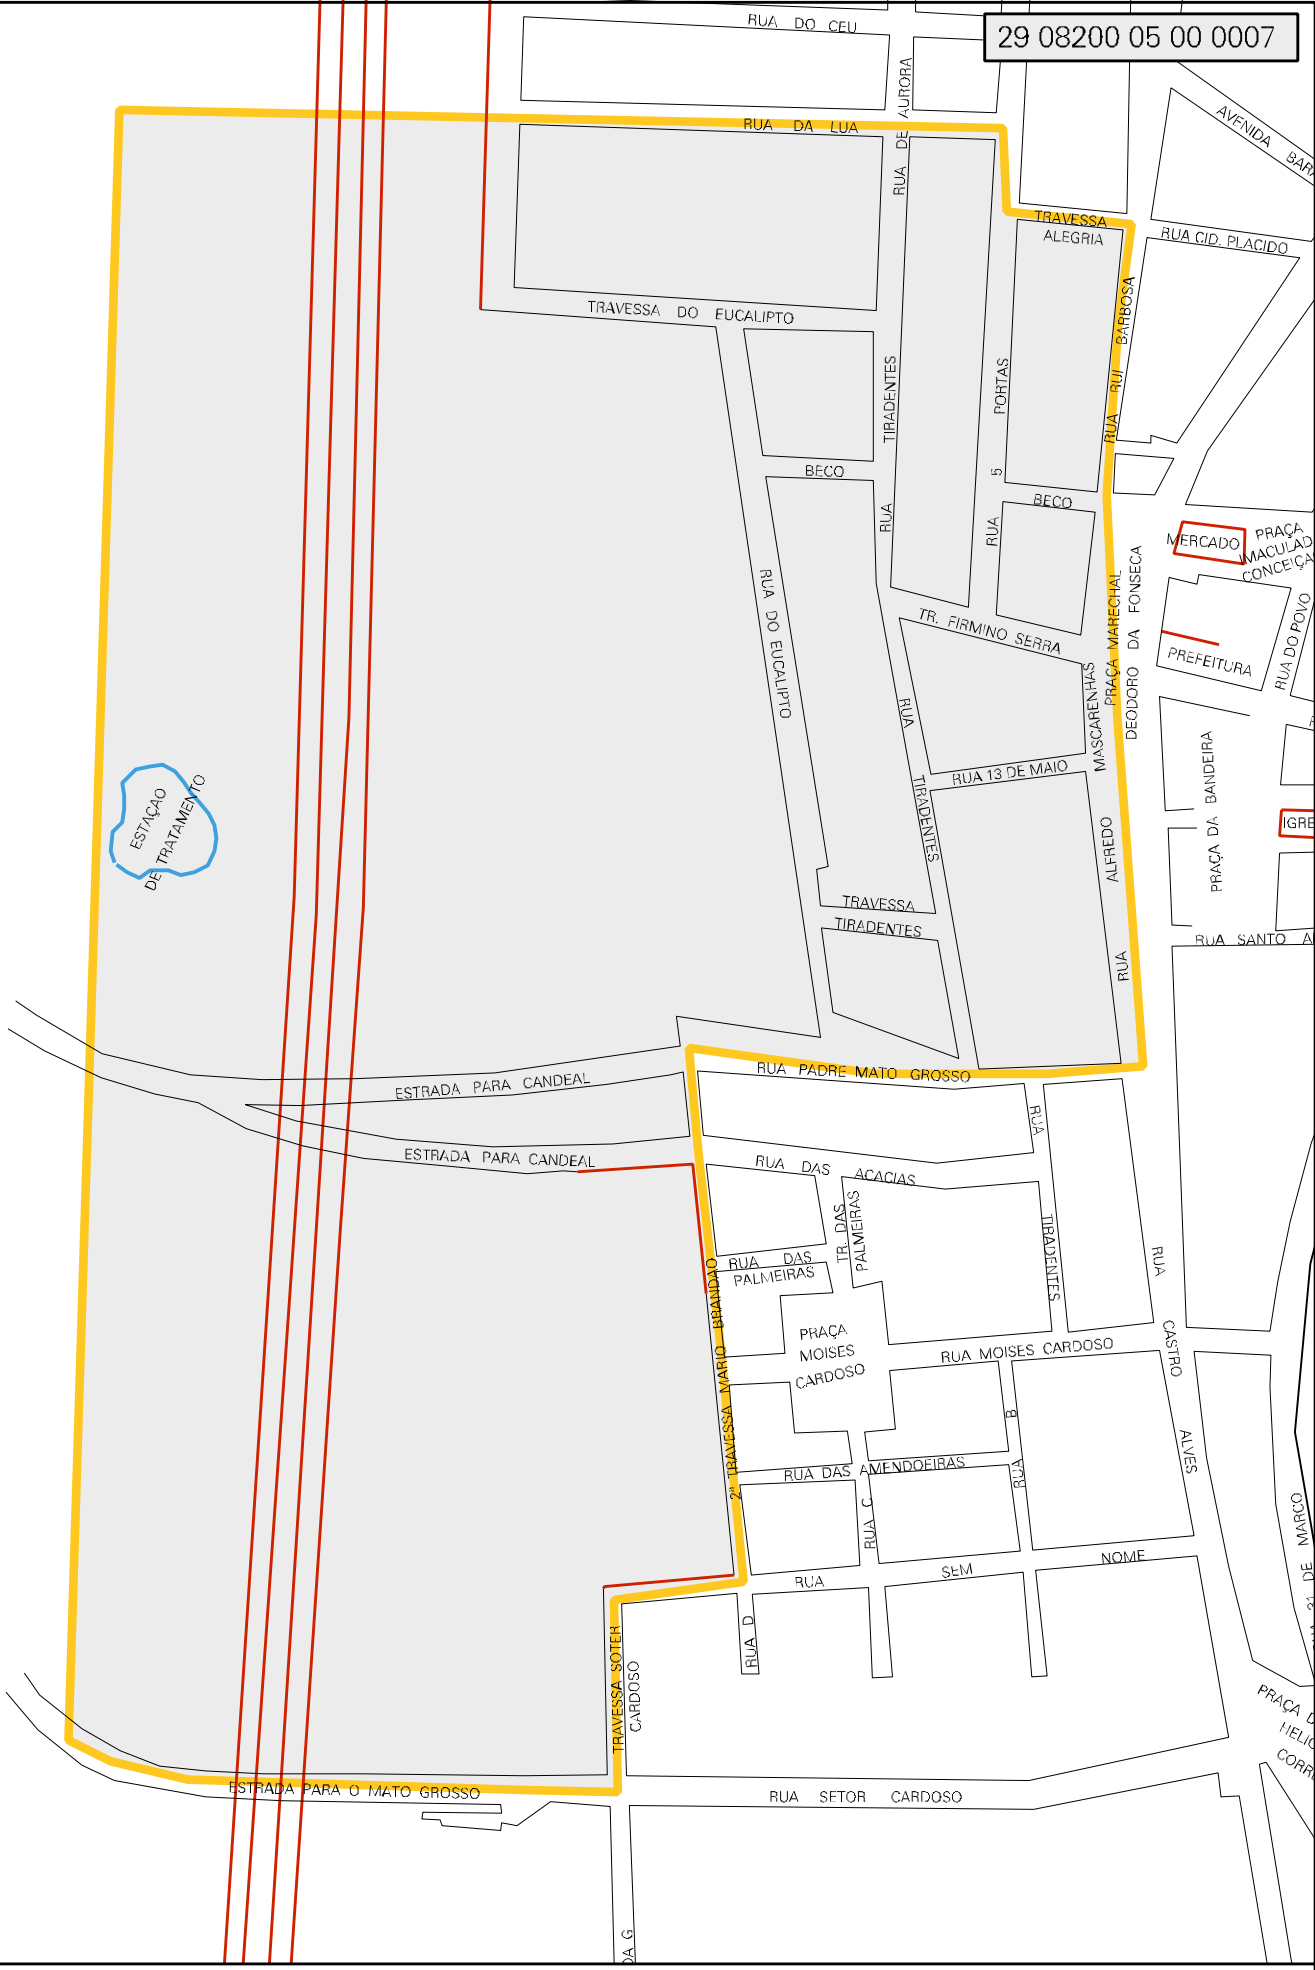 RUA DO CEU
29 08200 05 00 0007
RUA DE AURORA
AVENIDA
RUA DA LUA
TRAVESSA
ALEGRIA
RUA CID. PLACIDO
TRAVESSA DO EUCALIPTO
RUA RUI BARBOSA
RUA TIRADENTES
RUA 5 PORTAS
BECO
BECO
MERCADO
PRAÇA
IMACULAD
CONCEIÇA
RUA DO EUCALIPTO
TR. FIRMINO SERRA
PRAÇA MARECHAL
DEODORO DA FONSECA
PREFEITURA
RUA DO POVO
RUA TIRADENTES
RUA 13 DE MAIO
RUA ALFREDO MASCARENHAS
PRAÇA DA BANDEIRA
IGRE
ESTAÇAO
DE TRATAMENTO
TRAVESSA
TIRADENTES
RUA SANTO A
ESTRADA PARA CANDEAL
RUA PADRE MATO GROSSO
ESTRADA PARA CANDEAL
RUA DAS ACACIAS
RUA TIRADENTES
TR. DAS
PALMEIRAS
RUA DAS
PALMEIRAS
RUA CASTRO ALVES
2ª TRAVESSA MARIO BRANDAO
PRAÇA
MOISES
CARDOSO
RUA MOISES CARDOSO
RUA B
RUA DAS AMENDOEIRAS
RUA C
31 DE MARCO
RUA SEM NOME
RUA D
TRAVESSA SOTER
CARDOSO
PRAÇA D
HELIO
CORR
ESTRADA PARA O MATO GROSSO
RUA SETOR CARDOSO
DA G